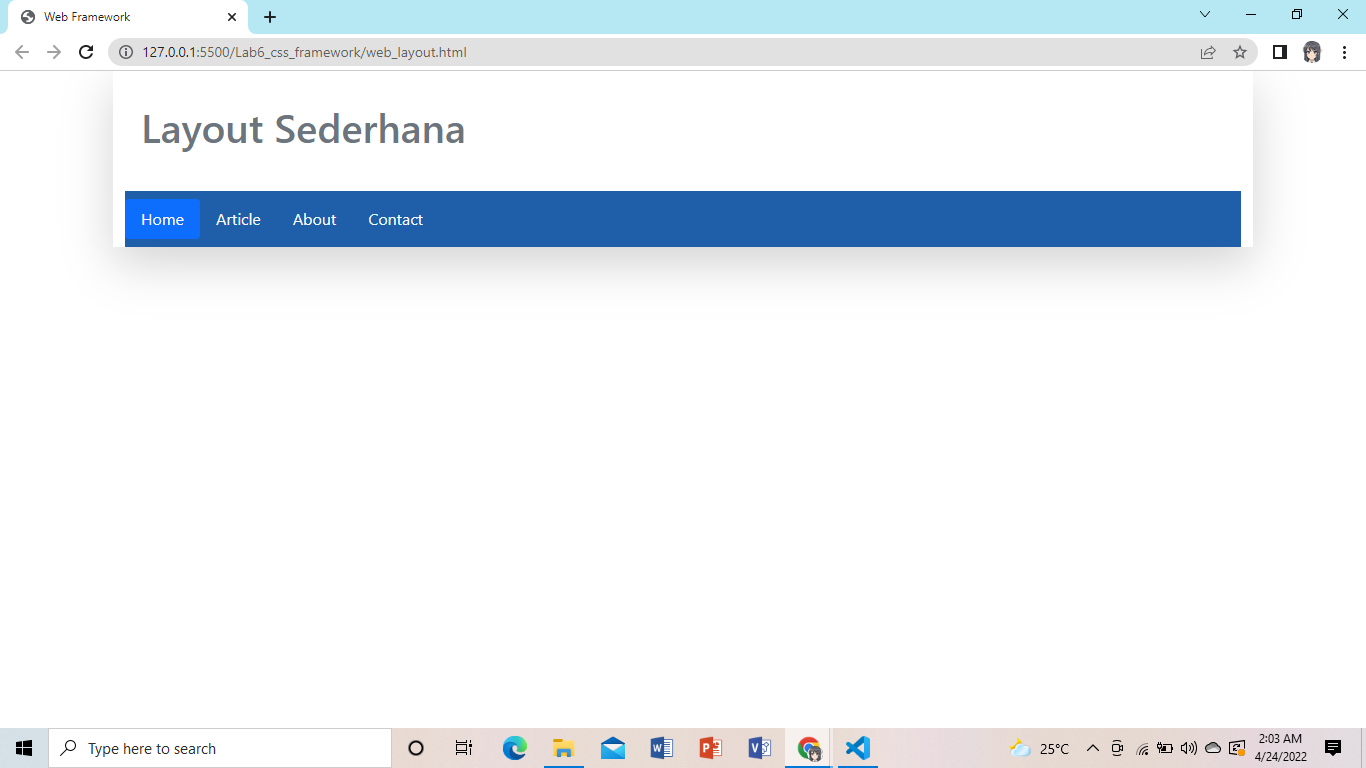 Web Framework
127.0.0.1:5500/Lab6_css_framework/web_layout.html
Layout Sederhana
Home Article About Contact
Type here to search
25°C
2:03 AM
4/24/2022